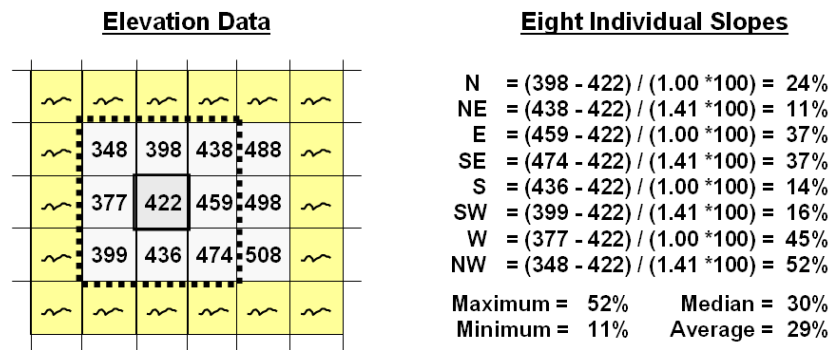 Elevation Data
348 398 438 488
377 422 459 498
399 436 474 508
Eight Individual Slopes
N = (398 - 422) / (1.00 *100) = 24%
NE = (438 - 422) / (1.41 *100) = 11%
E = (459 - 422) / (1.00 *100) = 37%
SE = (474 - 422) / (1.41 *100) = 37%
S = (436 - 422) / (1.00 *100) = 14%
SW = (399 - 422) / (1.41 *100) = 16%
W = (377 - 422) / (1.00 *100) = 45%
NW = (348 - 422) / (1.41 *100) = 52%
Maximum = 52% Median = 30%
Minimum = 11% Average = 29%